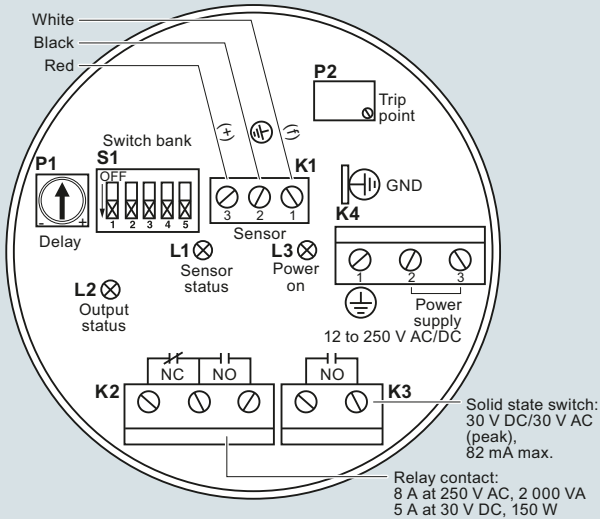 White
Black
Red
P2
Trip
point
(+)
(f)
Switch bank
P1
S1
OFF
K1
1 2 3 4 5
3 2 1
- +
GND
K4
Delay
Sensor
L1
L3
Sensor
status
Power
on
1 2 3
L2
Output
status
Power
supply
12 to 250 V AC/DC
NC
NO
NO
K2
K3
Solid state switch:
30 V DC/30 V AC
(peak),
82 mA max.
Relay contact:
8 A at 250 V AC, 2 000 VA
5 A at 30 V DC, 150 W